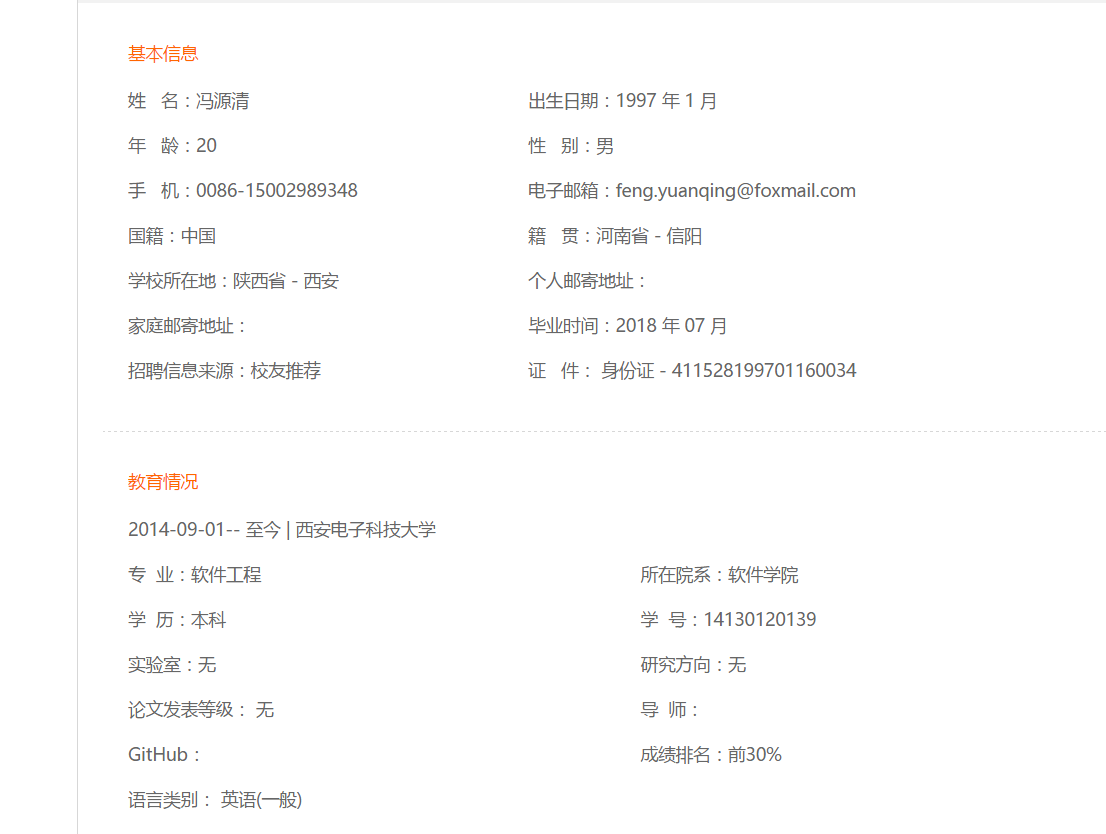 基本信息
姓 名：冯源清 出生日期：1997 年 1 月
年 龄：20 性 别：男
手 机：0086-15002989348 电子邮箱：feng.yuanqing@foxmail.com
国籍：中国 籍 贯：河南省 - 信阳
学校所在地：陕西省 - 西安 个人邮寄地址：
家庭邮寄地址： 毕业时间：2018 年 07 月
招聘信息来源：校友推荐 证 件： 身份证 - 411528199701160034
教育情况
2014-09-01-- 至今 | 西安电子科技大学
专 业：软件工程 所在院系：软件学院
学 历：本科 学 号：14130120139
实验室：无 研究方向：无
论文发表等级： 无 导 师：
GitHub： 成绩排名：前30%
语言类别： 英语(一般)